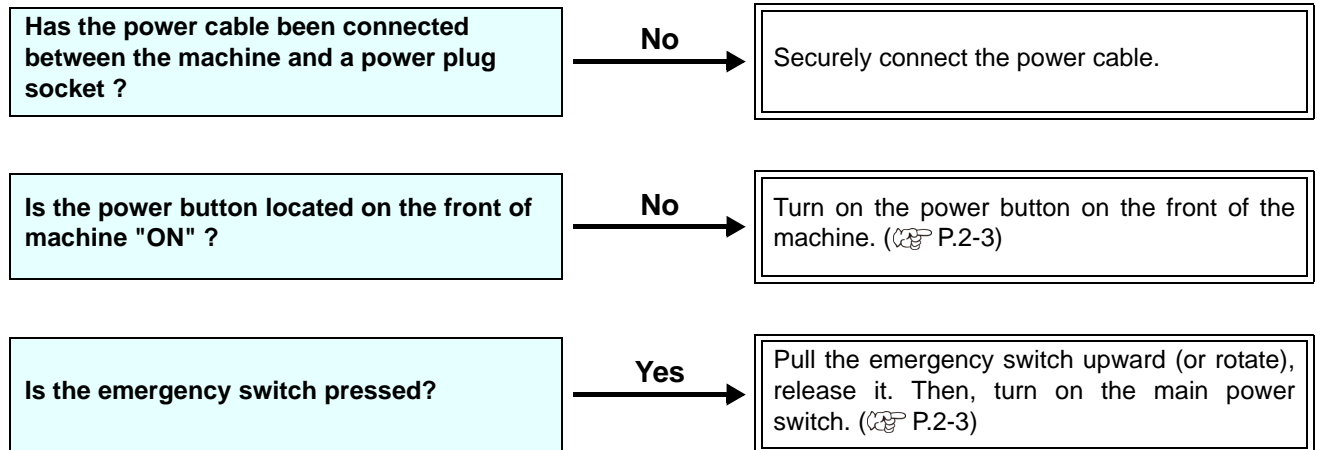 Has the power cable been connected
between the machine and a power plug
socket ?
No
Securely connect the power cable.
Is the power button located on the front of
machine "ON" ?
No
Turn on the power button on the front of the
machine. (☞ P.2-3)
Is the emergency switch pressed?
Yes
Pull the emergency switch upward (or rotate),
release it. Then, turn on the main power
switch. (☞ P.2-3)